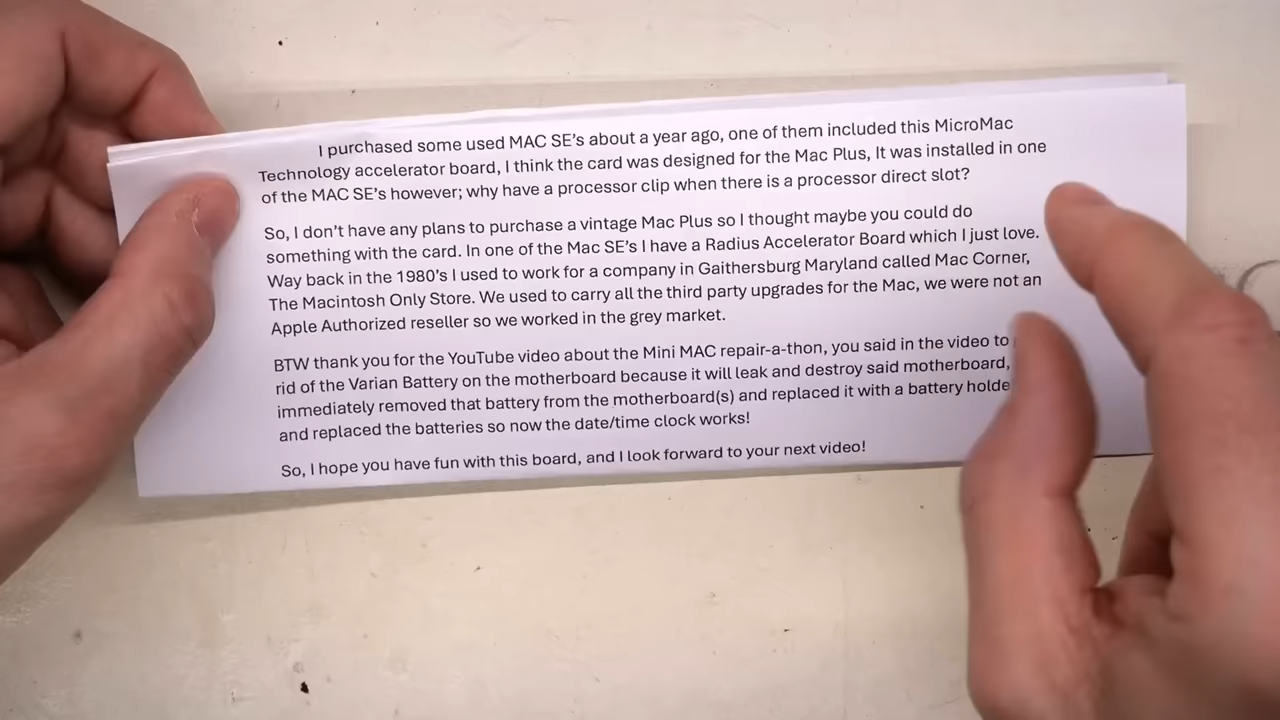 I purchased some used MAC SE's about a year ago, one of them included this MicroMac
Technology accelerator board, I think the card was designed for the Mac Plus, It was installed in one
of the MAC SE's however; why have a processor clip when there is a processor direct slot?
So, I don't have any plans to purchase a vintage Mac Plus so I thought maybe you could do
something with the card. In one of the Mac SE's I have a Radius Accelerator Board which I just love.
Way back in the 1980's I used to work for a company in Gaithersburg Maryland called Mac Corner,
The Macintosh Only Store. We used to carry all the third party upgrades for the Mac, we were not an
Apple Authorized reseller so we worked in the grey market.
BTW thank you for the YouTube video about the Mini MAC repair-a-thon, you said in the video to
rid of the Varian Battery on the motherboard because it will leak and destroy said motherboard,
immediately removed that battery from the motherboard(s) and replaced it with a battery
and replaced the batteries so now the date/time clock works!
So, I hope you have fun with this board, and I look forward to your next video!